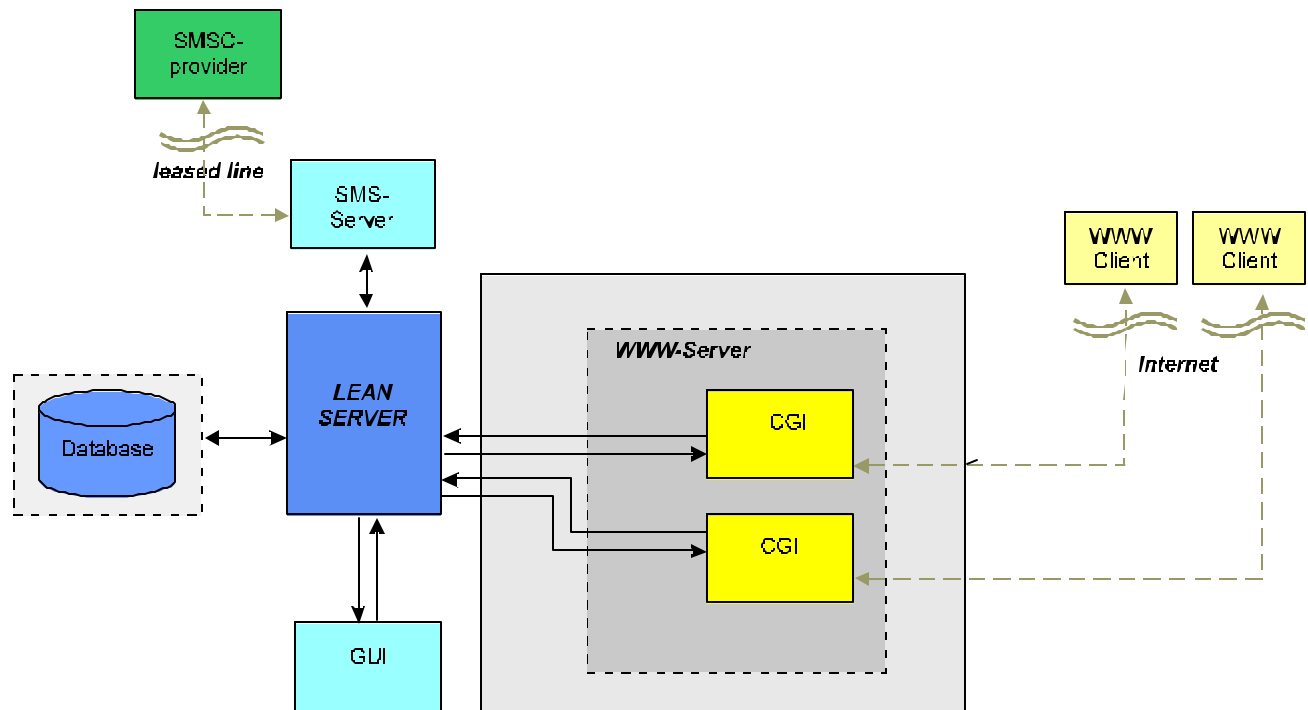 SMSC-
provider
leased line
SMS-
Server
WWW
Client
WWW
Client
Internet
WWW-Server
LEAN
SERVER
CGI
Database
CGI
GUI